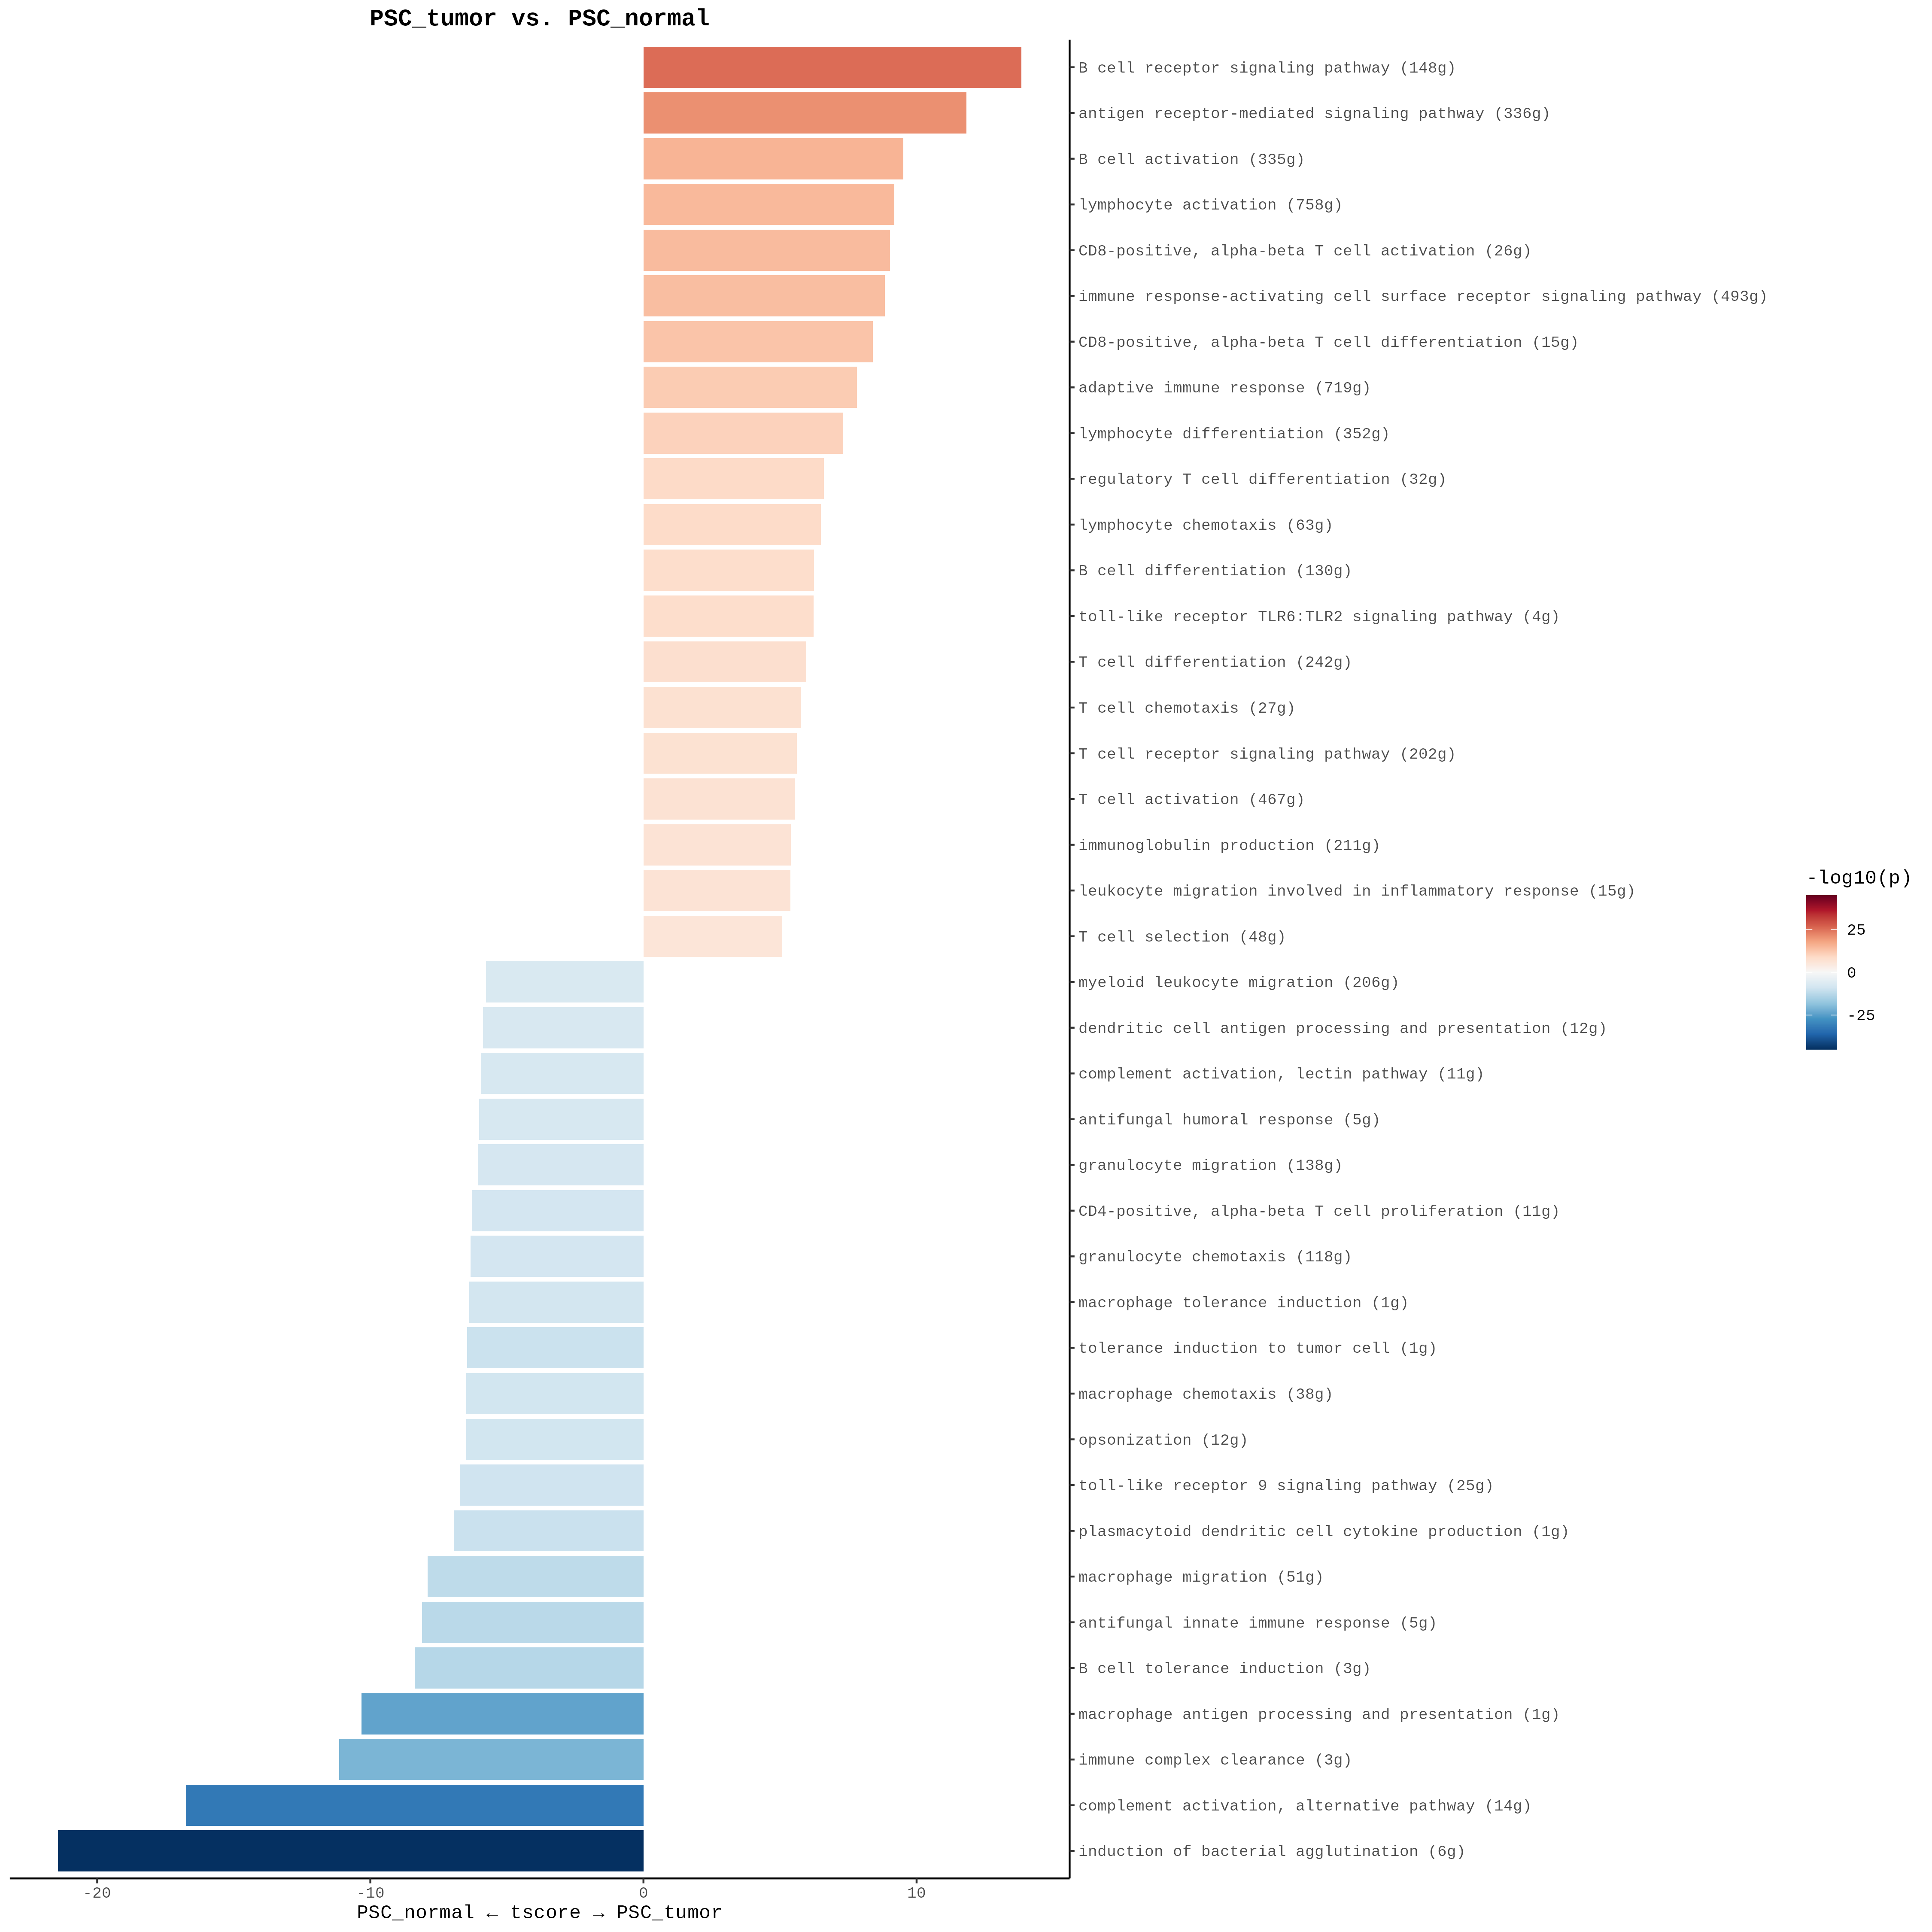 PSC_tumor vs. PSC_normal
B cell receptor signaling pathway (148g)
antigen receptor-mediated signaling pathway (336g)
B cell activation (335g)
lymphocyte activation (758g)
CD8-positive, alpha-beta T cell activation (26g)
immune response-activating cell surface receptor signaling pathway (493g)
CD8-positive, alpha-beta T cell differentiation (15g)
adaptive immune response (719g)
lymphocyte differentiation (352g)
regulatory T cell differentiation (32g)
lymphocyte chemotaxis (63g)
B cell differentiation (130g)
toll-like receptor TLR6:TLR2 signaling pathway (4g)
T cell differentiation (242g)
T cell chemotaxis (27g)
T cell receptor signaling pathway (202g)
T cell activation (467g)
immunoglobulin production (211g)
leukocyte migration involved in inflammatory response (15g)
T cell selection (48g)
myeloid leukocyte migration (206g)
dendritic cell antigen processing and presentation (12g)
complement activation, lectin pathway (11g)
antifungal humoral response (5g)
granulocyte migration (138g)
CD4-positive, alpha-beta T cell proliferation (11g)
granulocyte chemotaxis (118g)
macrophage tolerance induction (1g)
tolerance induction to tumor cell (1g)
macrophage chemotaxis (38g)
opsonization (12g)
toll-like receptor 9 signaling pathway (25g)
plasmacytoid dendritic cell cytokine production (1g)
macrophage migration (51g)
antifungal innate immune response (5g)
B cell tolerance induction (3g)
macrophage antigen processing and presentation (1g)
immune complex clearance (3g)
complement activation, alternative pathway (14g)
induction of bacterial agglutination (6g)
-20 -10 0 10
PSC_normal ← tscore → PSC_tumor
-log10(p)
25
0
-25